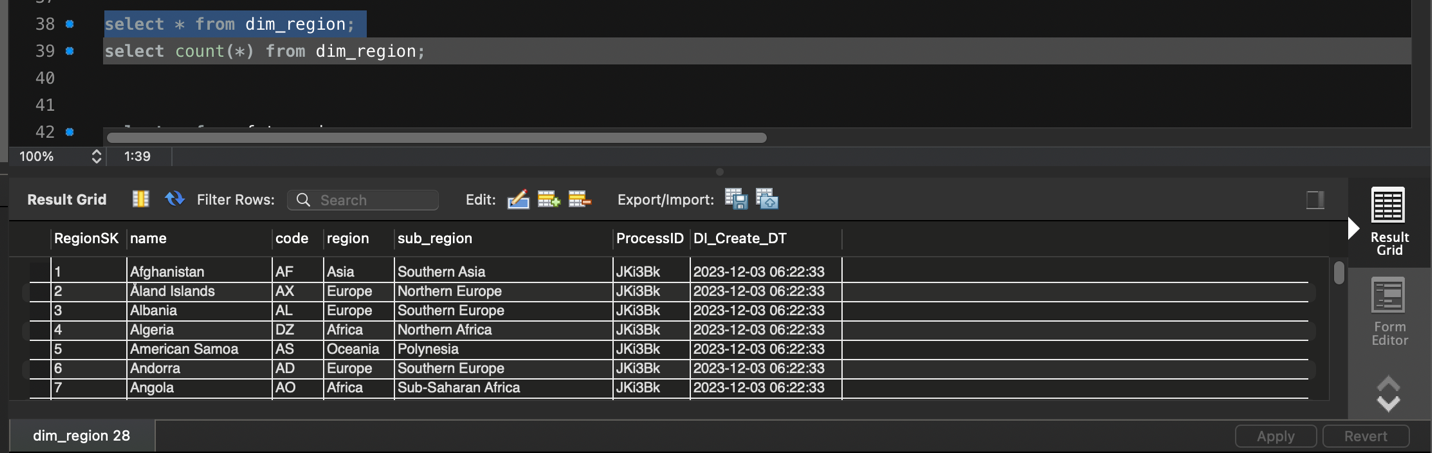 38 select * from dim_region;
39 select count(*) from dim_region;
40
41
42
100% 1:39
Result Grid Filter Rows: Search Edit: Export/Import:
RegionSK name code region sub_region ProcessID DI_Create_DT
1 Afghanistan AF Asia Southern Asia JKi3Bk 2023-12-03 06:22:33
2 Åland Islands AX Europe Northern Europe JKi3Bk 2023-12-03 06:22:33
3 Albania AL Europe Southern Europe JKi3Bk 2023-12-03 06:22:33
4 Algeria DZ Africa Northern Africa JKi3Bk 2023-12-03 06:22:33
5 American Samoa AS Oceania Polynesia JKi3Bk 2023-12-03 06:22:33
6 Andorra AD Europe Southern Europe JKi3Bk 2023-12-03 06:22:33
7 Angola AO Africa Sub-Saharan Africa JKi3Bk 2023-12-03 06:22:33
Result
Grid
Form
Editor
dim_region 28 Apply Revert